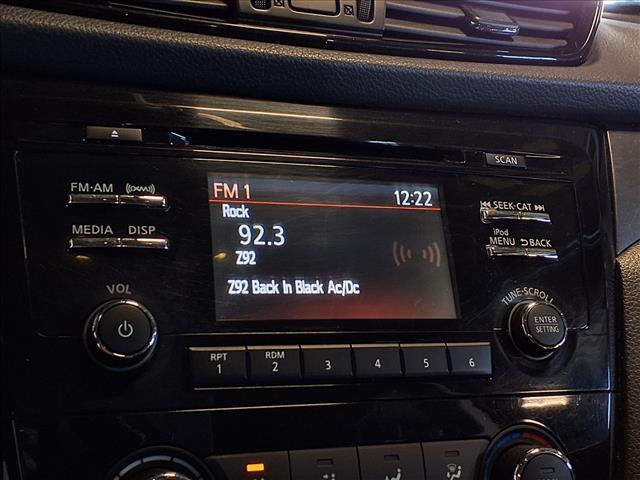 SCAN
FM·AM
((XM))
MEDIA DISP
VOL
FM 1 12:22
Rock
92.3
Z92
Z92 Back In Black Ac/Dc
SEEK·CAT
iPod
MENU BACK
TUNE·SCROLL
ENTER
SETTING
RPT
1
RDM
2
3
4
5
6